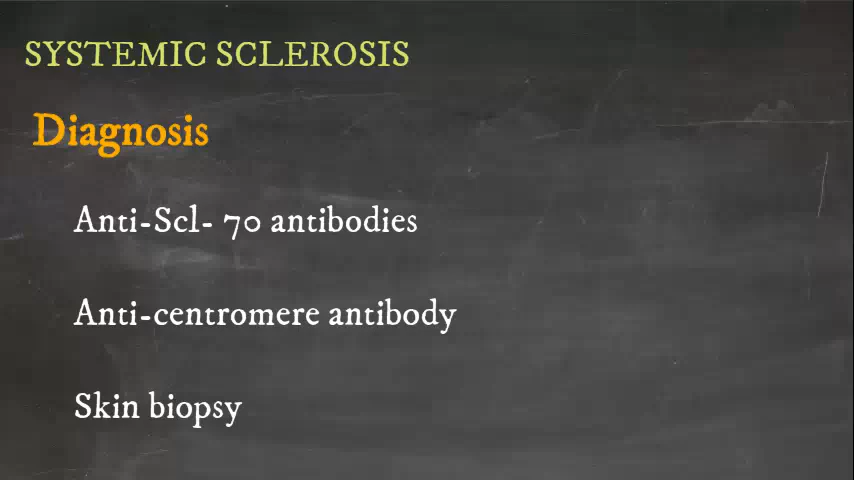 SYSTEMIC SCLEROSIS
Diagnosis
Anti-Scl- 70 antibodies
Anti-centromere antibody
Skin biopsy